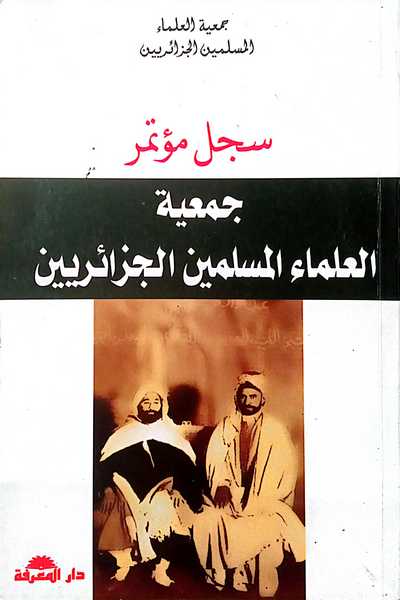 جمعية العلماء
المسلمين الجزائريين
سجل مؤتمر
جمعية
العلماء المسلمين الجزائريين
دار المعرفة